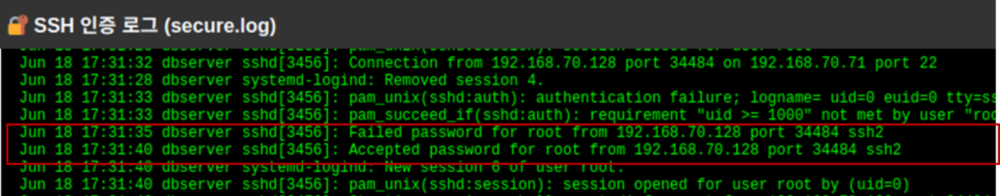 SSH 인증 로그 (secure.log)
pam_unix(sshd:session): session closed for user root
Jun 18 17:31:32 dbserver sshd[3456]: Connection from 192.168.70.128 port 34484 on 192.168.70.71 port 22
Jun 18 17:31:28 dbserver systemd-logind: Removed session 4.
Jun 18 17:31:33 dbserver sshd[3456]: pam_unix(sshd:auth): authentication failure; logname= uid=0 euid=0 tty=ss
Jun 18 17:31:33 dbserver sshd[3456]: pam_succeed_if(sshd:auth): requirement "uid >= 1000" not met by user "roo
Jun 18 17:31:35 dbserver sshd[3456]: Failed password for root from 192.168.70.128 port 34484 ssh2
Jun 18 17:31:40 dbserver sshd[3456]: Accepted password for root from 192.168.70.128 port 34484 ssh2
Jun 18 17:31:40 dbserver systemd-logind: New session 6 of user root.
Jun 18 17:31:40 dbserver sshd[3456]: pam_unix(sshd:session): session opened for user root by (uid=0)